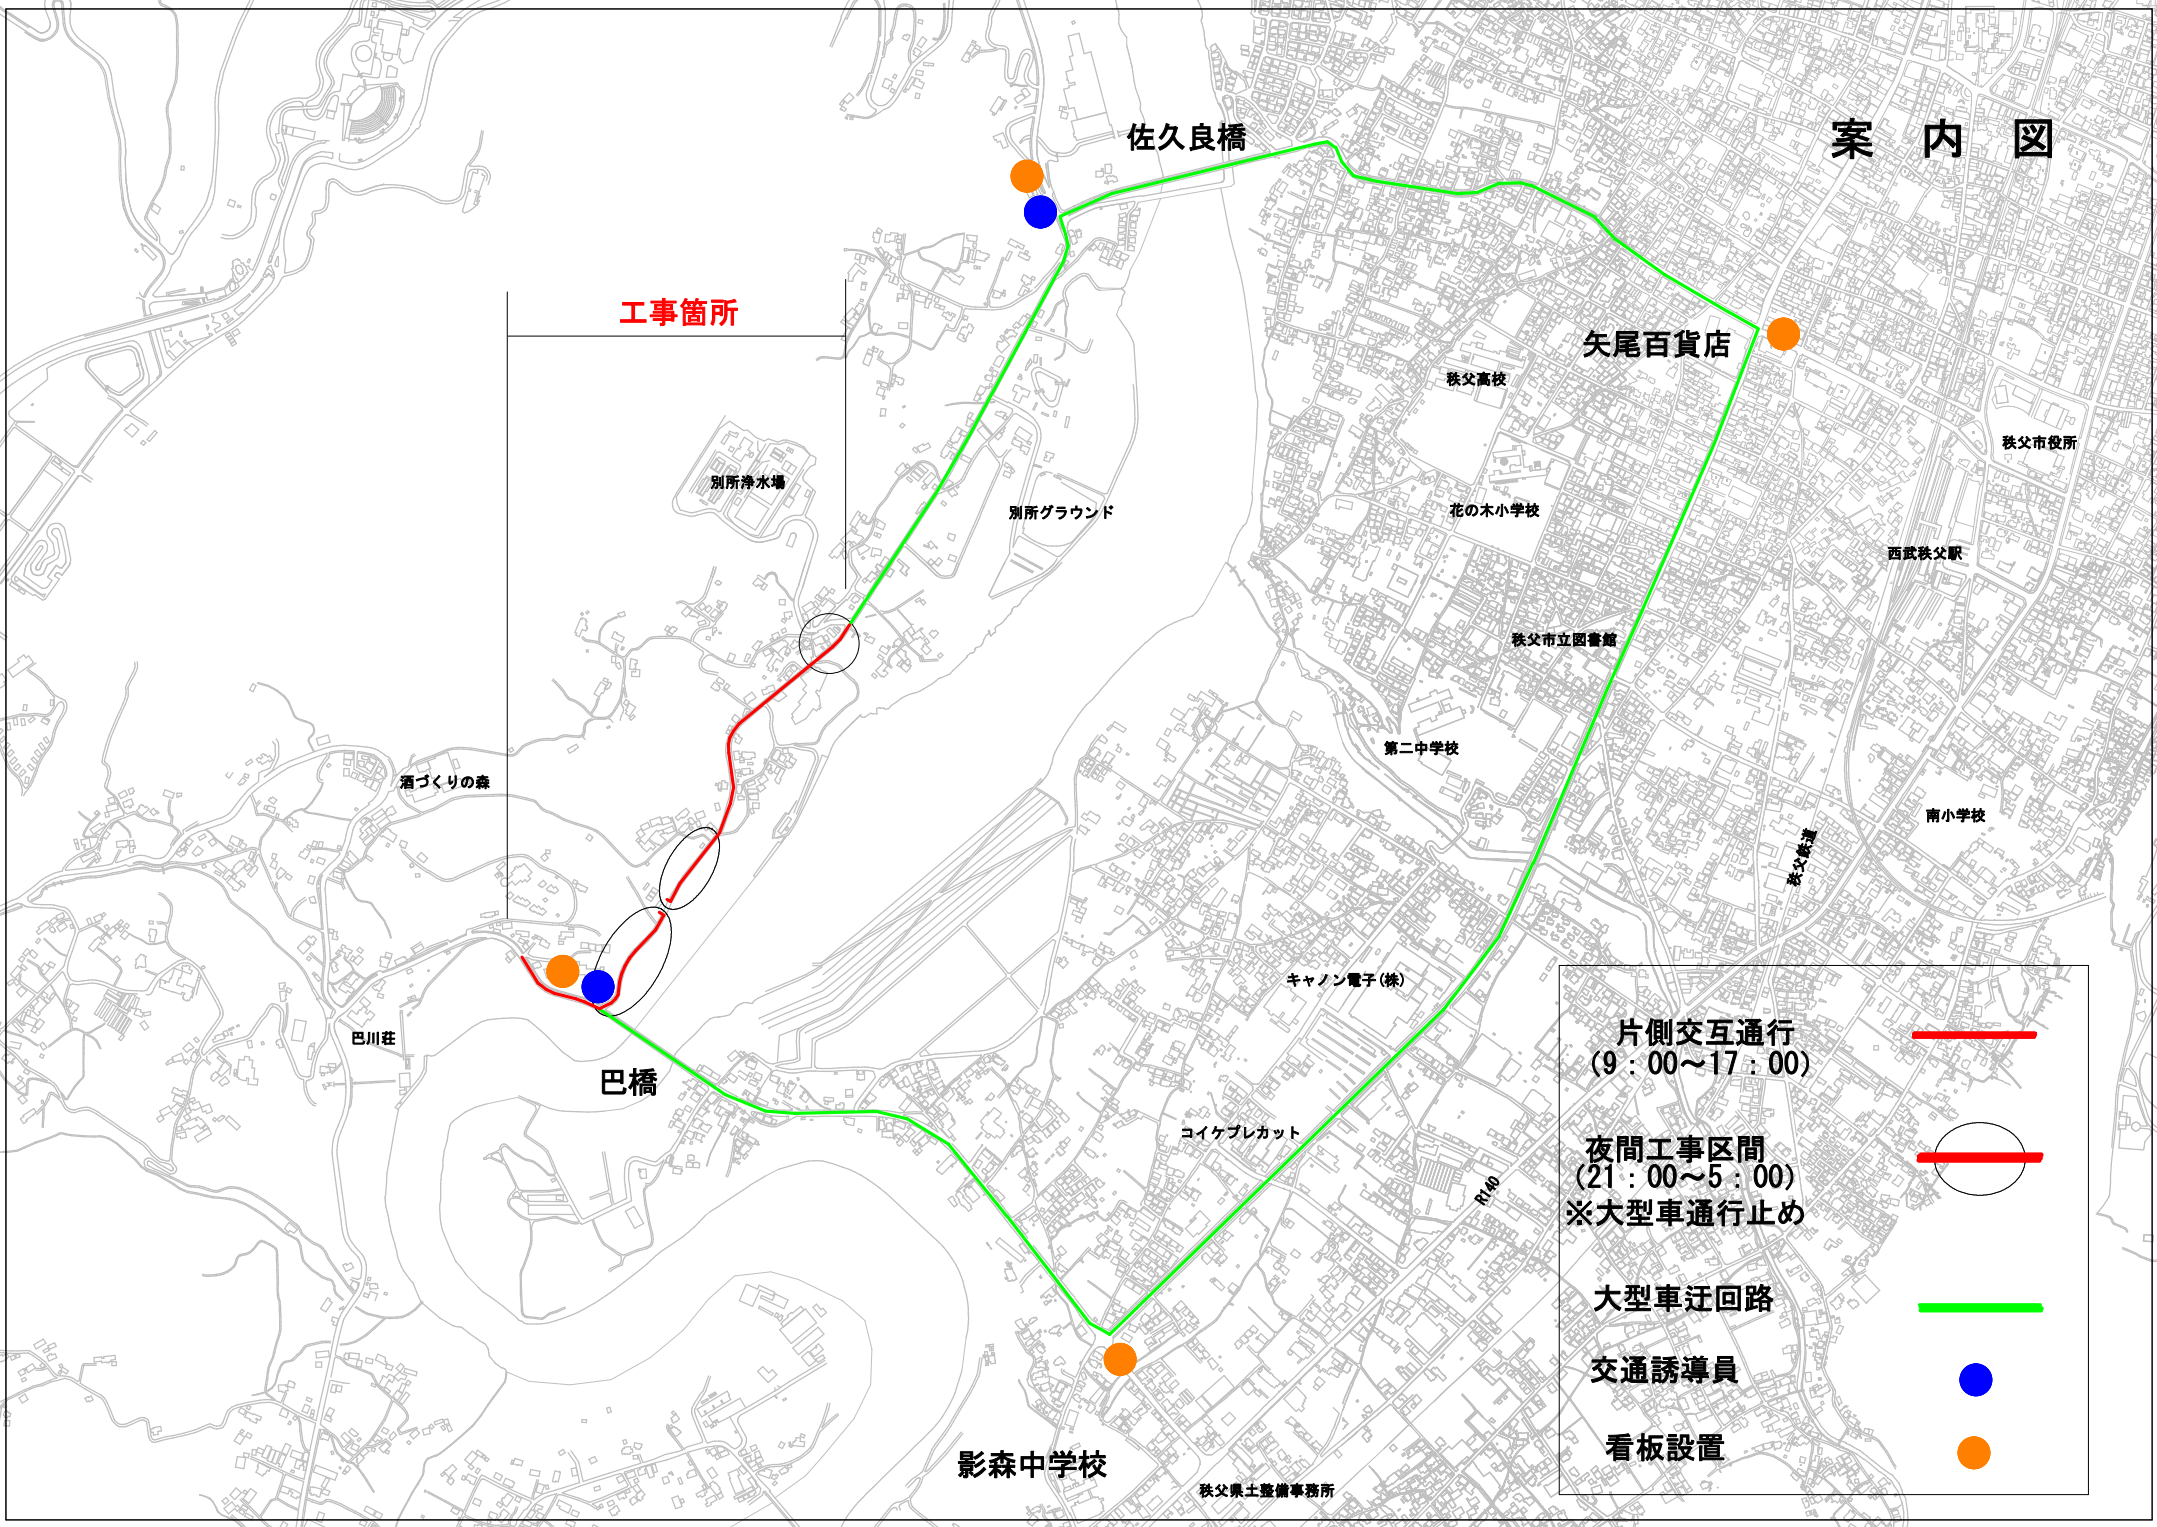 案 内 図
佐久良橋
工事箇所
矢尾百貨店
秩父高校
秩父市役所
別所浄水場
別所グラウンド
花の木小学校
西武秩父駅
秩父市立図書館
第二中学校
酒づくりの森
南小学校
秩父鉄道
キャノン電子(株)
巴川荘
巴橋
コイケプレカット
R140
影森中学校
秩父県土整備事務所
片側交互通行
(9:00～17:00)
夜間工事区間
(21:00～5:00)
※大型車通行止め
大型車迂回路
交通誘導員
看板設置